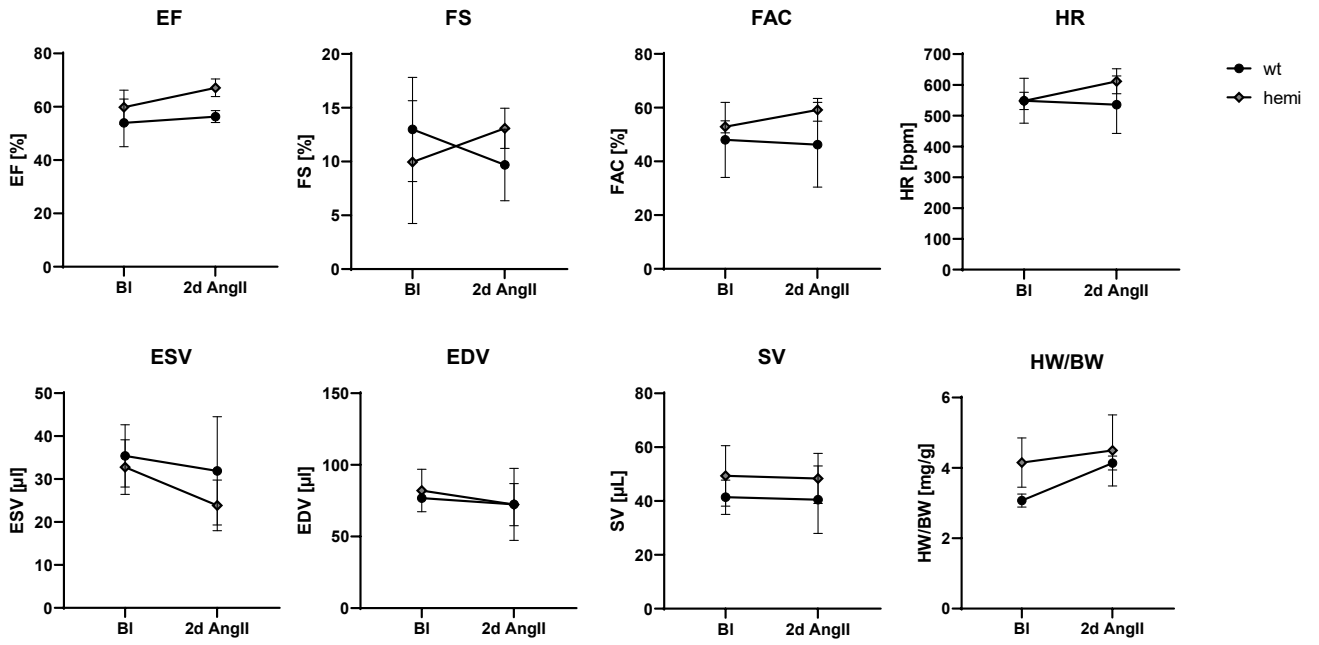 EF
EF [%]
80
60
40
20
0
Bl
2d AngII
FS
FS [%]
20
15
10
5
0
Bl
2d AngII
FAC
FAC [%]
80
60
40
20
0
Bl
2d AngII
HR
HR [bpm]
700
600
500
400
300
200
100
0
Bl
2d AngII
wt
hemi
ESV
ESV [µl]
50
40
30
20
10
0
Bl
2d AngII
EDV
EDV [µl]
150
100
50
0
Bl
2d AngII
SV
SV [µL]
80
60
40
20
0
Bl
2d AngII
HW/BW
HW/BW [mg/g]
6
4
2
0
Bl
2d AngII